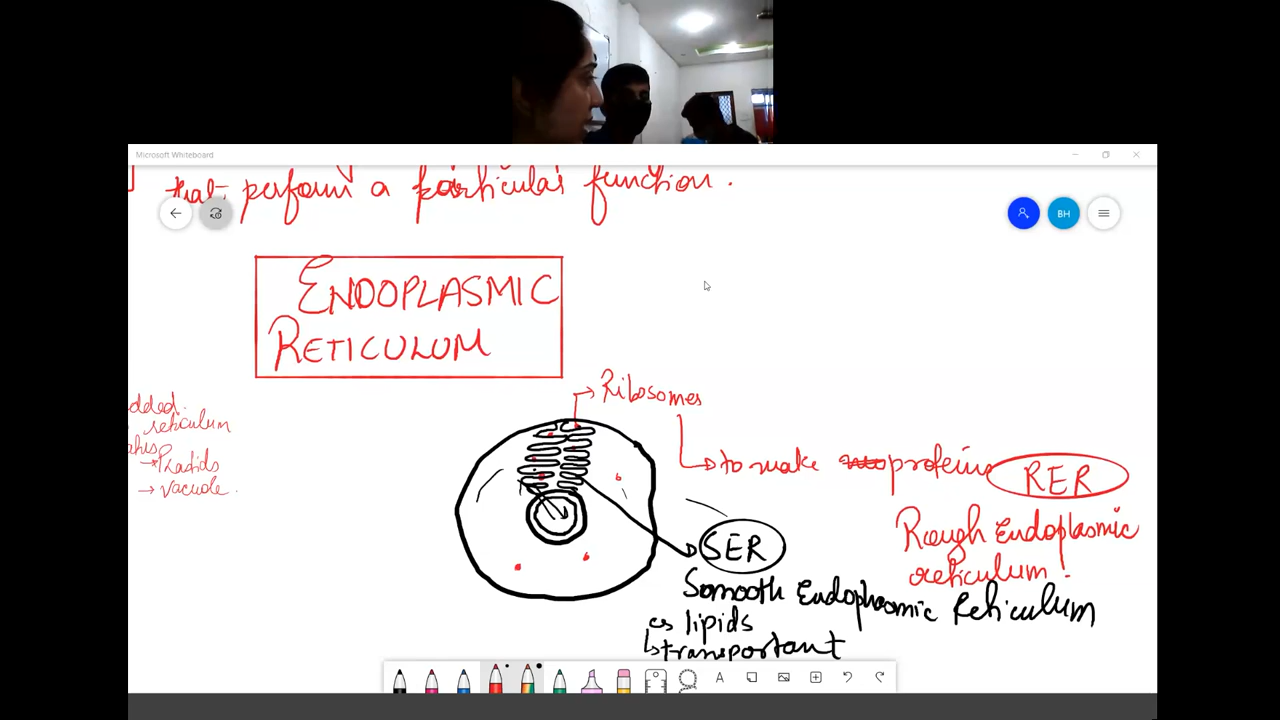 Microsoft Whiteboard
that perform a particular function.
BH
ENDOPLASMIC
RETICULUM
Ribosomes
dded.
reticulum
→ Plastids
→ vacuole.
to make proteins
RER
Rough Endoplasmic
reticulum.
SER
Smooth Endoplasmic Reticulum
lipids
transportant
A